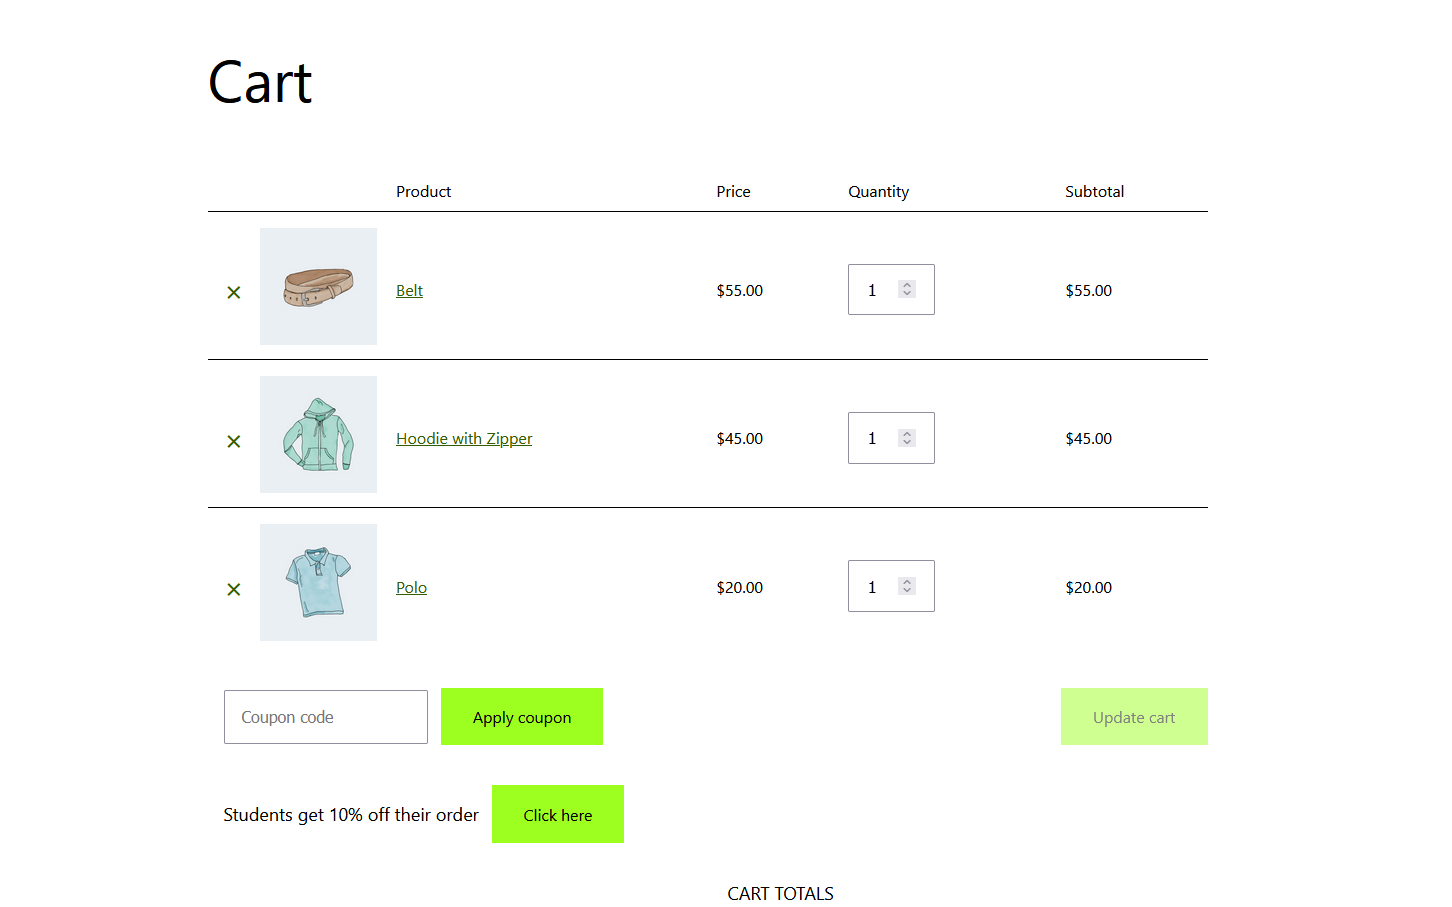 Cart
Product Price Quantity Subtotal
× Belt $55.00 1 $55.00
× Hoodie with Zipper $45.00 1 $45.00
× Polo $20.00 1 $20.00
Coupon code Apply coupon Update cart
Students get 10% off their order Click here
CART TOTALS